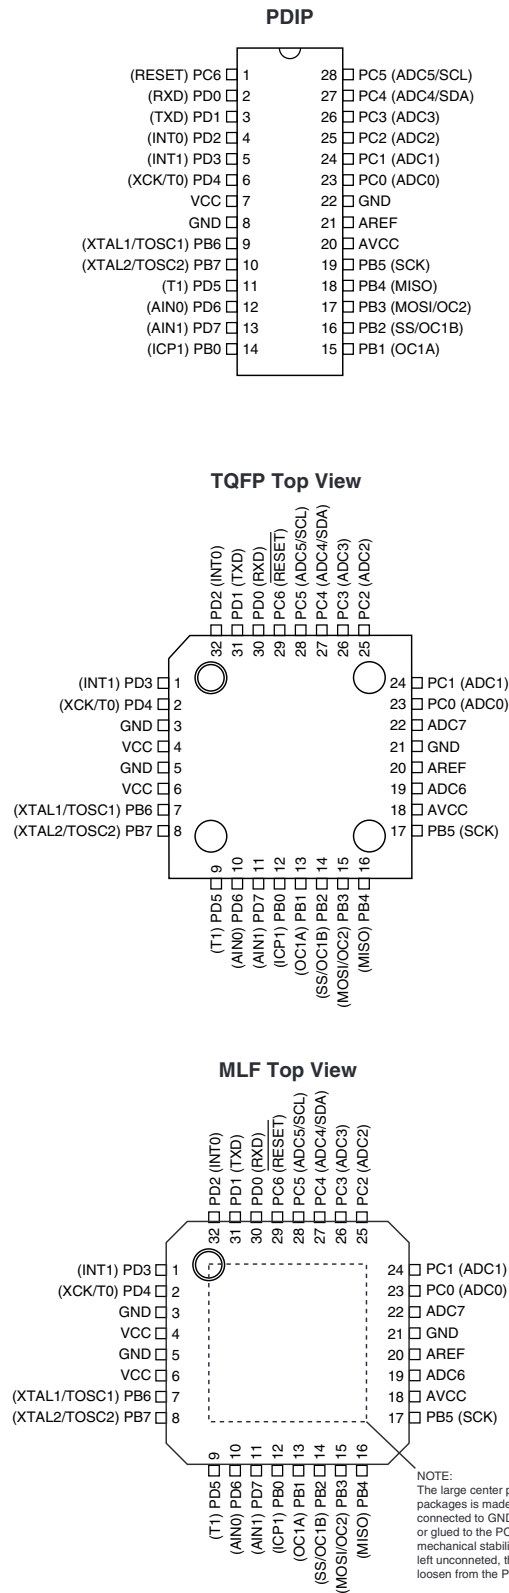 PDIP
(RESET) PC6 1 28 PC5 (ADC5/SCL)
(RXD) PD0 2 27 PC4 (ADC4/SDA)
(TXD) PD1 3 26 PC3 (ADC3)
(INT0) PD2 4 25 PC2 (ADC2)
(INT1) PD3 5 24 PC1 (ADC1)
(XCK/T0) PD4 6 23 PC0 (ADC0)
VCC 7 22 GND
GND 8 21 AREF
(XTAL1/TOSC1) PB6 9 20 AVCC
(XTAL2/TOSC2) PB7 10 19 PB5 (SCK)
(T1) PD5 11 18 PB4 (MISO)
(AIN0) PD6 12 17 PB3 (MOSI/OC2)
(AIN1) PD7 13 16 PB2 (SS/OC1B)
(ICP1) PB0 14 15 PB1 (OC1A)
TQFP Top View
32 PD2 (INT0)
31 PD1 (TXD)
30 PD0 (RXD)
29 PC6 (RESET)
28 PC5 (ADC5/SCL)
27 PC4 (ADC4/SDA)
26 PC3 (ADC3)
25 PC2 (ADC2)
(INT1) PD3 1 24 PC1 (ADC1)
(XCK/T0) PD4 2 23 PC0 (ADC0)
GND 3 22 ADC7
VCC 4 21 GND
GND 5 20 AREF
VCC 6 19 ADC6
(XTAL1/TOSC1) PB6 7 18 AVCC
(XTAL2/TOSC2) PB7 8 17 PB5 (SCK)
(T1) PD5 9
(AIN0) PD6 10
(AIN1) PD7 11
(ICP1) PB0 12
(OC1A) PB1 13
(SS/OC1B) PB2 14
(MOSI/OC2) PB3 15
(MISO) PB4 16
MLF Top View
32 PD2 (INT0)
31 PD1 (TXD)
30 PD0 (RXD)
29 PC6 (RESET)
28 PC5 (ADC5/SCL)
27 PC4 (ADC4/SDA)
26 PC3 (ADC3)
25 PC2 (ADC2)
(INT1) PD3 1 24 PC1 (ADC1)
(XCK/T0) PD4 2 23 PC0 (ADC0)
GND 3 22 ADC7
VCC 4 21 GND
GND 5 20 AREF
VCC 6 19 ADC6
(XTAL1/TOSC1) PB6 7 18 AVCC
(XTAL2/TOSC2) PB7 8 17 PB5 (SCK)
(T1) PD5 9
(AIN0) PD6 10
(AIN1) PD7 11
(ICP1) PB0 12
(OC1A) PB1 13
(SS/OC1B) PB2 14
(MOSI/OC2) PB3 15
(MISO) PB4 16
NOTE:
The large center
packages is made
connected to GND
or glued to the
mechanical
left unconneted,
loosen from the